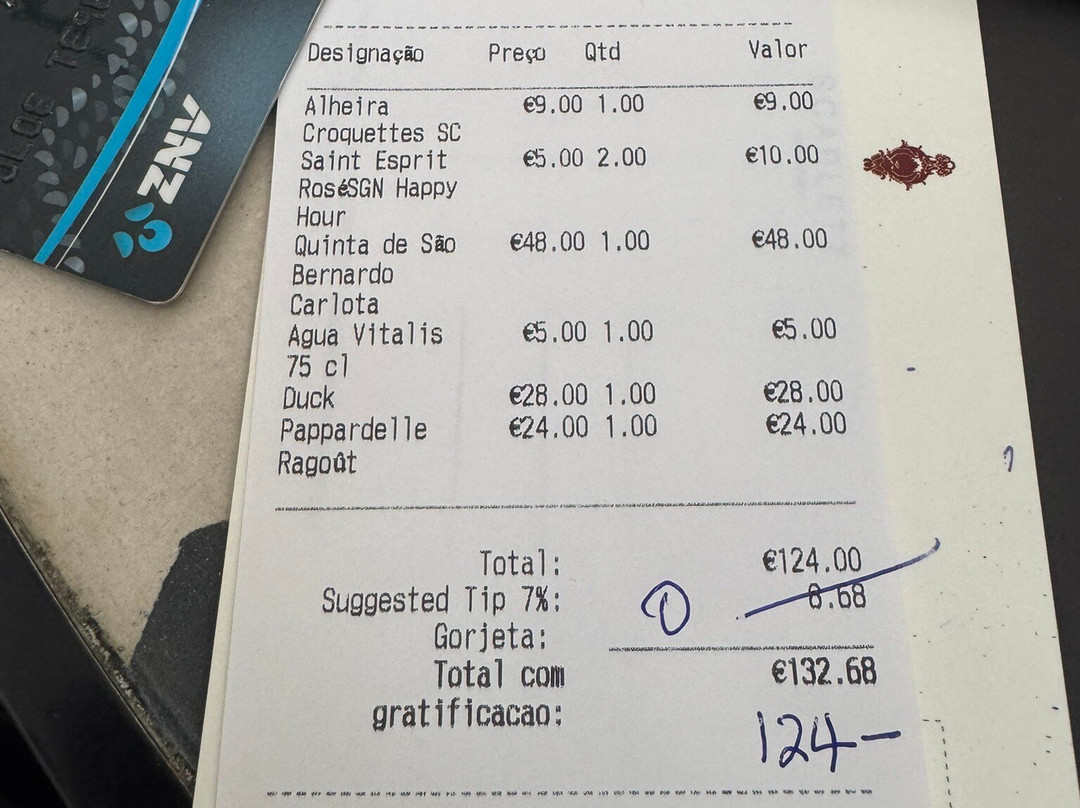 ANZ
Designação Preço Qtd Valor
Alheira €9.00 1.00 €9.00
Croquettes SC
Saint Esprit €5.00 2.00 €10.00
RoséSGN Happy
Hour
Quinta de São €48.00 1.00 €48.00
Bernardo
Carlota
Agua Vitalis €5.00 1.00 €5.00
75 cl
Duck €28.00 1.00 €28.00
Pappardelle €24.00 1.00 €24.00
Ragoût
Total: €124.00
Suggested Tip 7%: 8.68
Gorjeta:
Total com €132.68
gratificacao:
124-